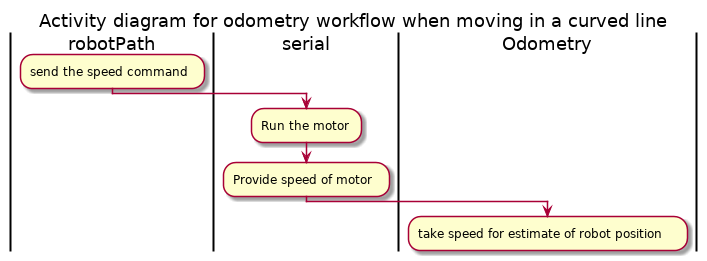 Activity diagram for odometry workflow when moving in a curved line
robotPath
serial
Odometry
send the speed command
Run the motor
Provide speed of motor
take speed for estimate of robot position